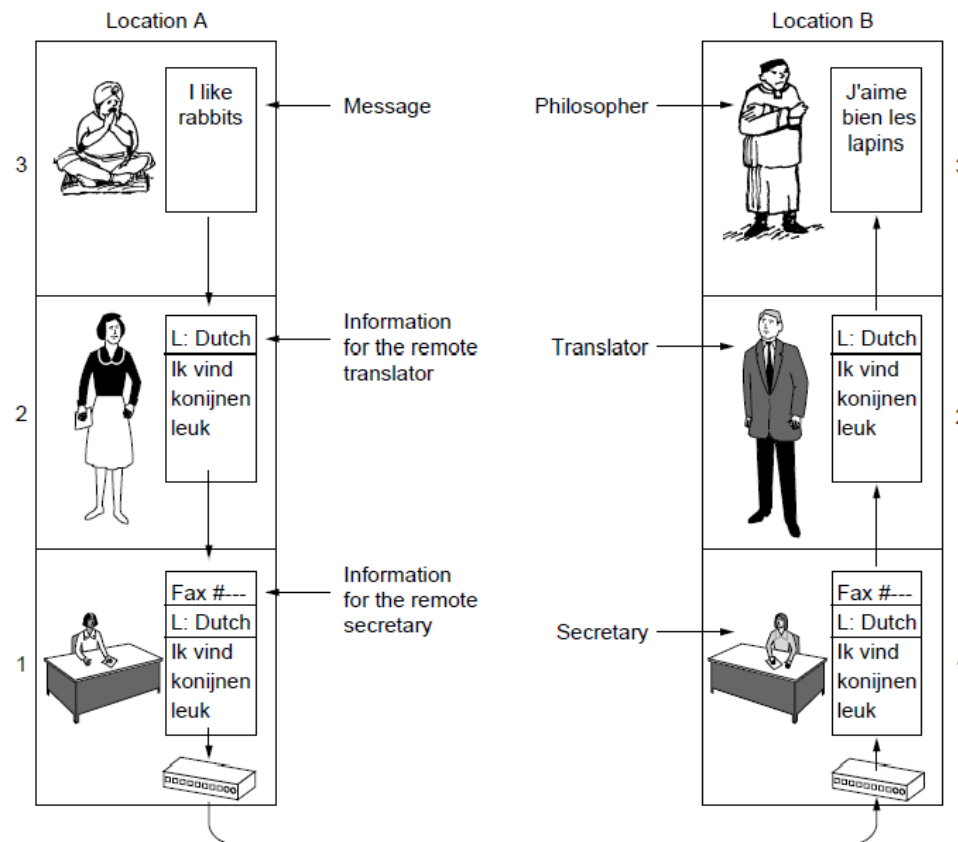 Location A
Location B
I like
rabbits
Message
Philosopher
J'aime
bien les
lapins
3
L: Dutch
Ik vind
konijnen
leuk
Information
for the remote
translator
Translator
L: Dutch
Ik vind
konijnen
leuk
2
Fax #---
L: Dutch
Ik vind
konijnen
leuk
Information
for the remote
secretary
Secretary
Fax #---
L: Dutch
Ik vind
konijnen
leuk
1